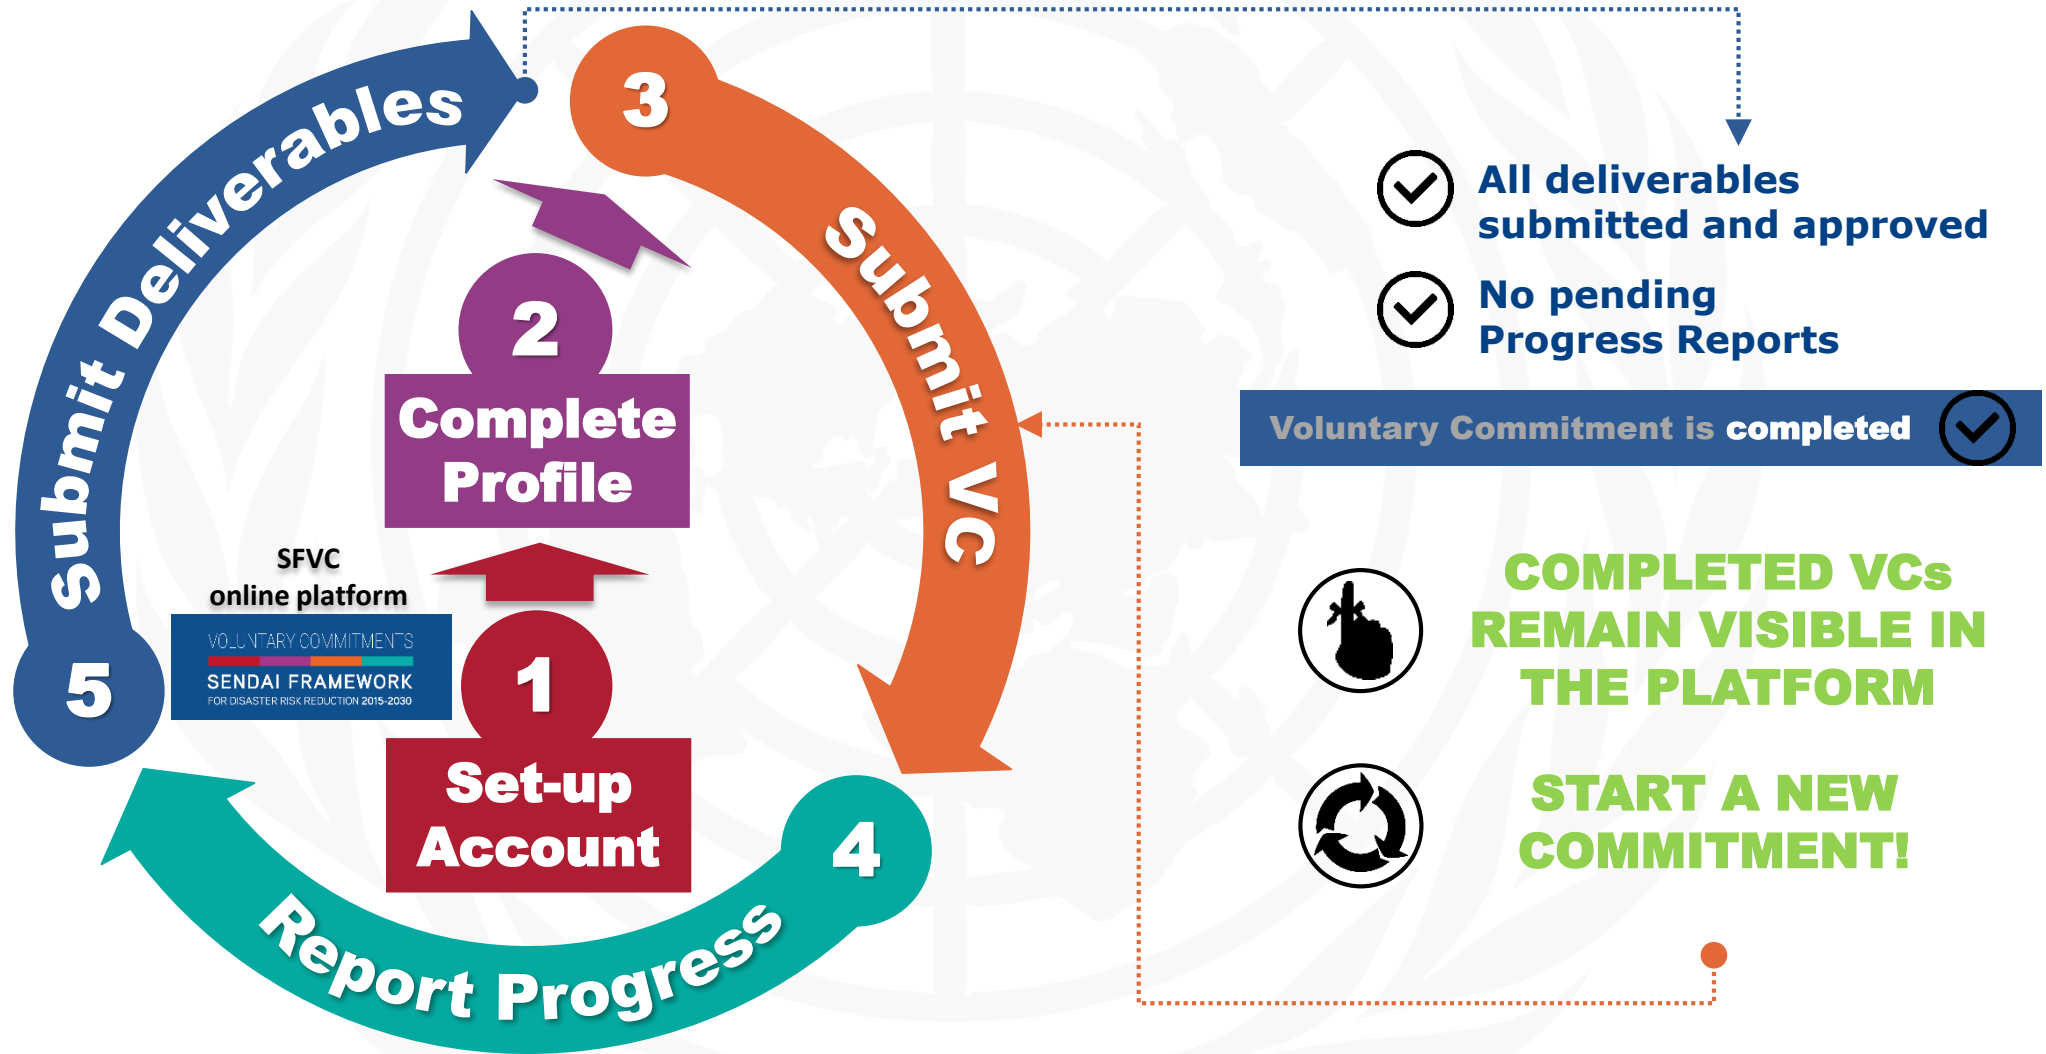 1
Set-up
Account
2
Complete
Profile
3
Submit VC
4
Report Progress
5
Submit Deliverables
SFVC
online platform
VOLUNTARY COMMITMENTS
SENDAI FRAMEWORK
FOR DISASTER RISK REDUCTION 2015-2030
All deliverables
submitted and approved
No pending
Progress Reports
Voluntary Commitment is completed
COMPLETED VCs
REMAIN VISIBLE IN
THE PLATFORM
START A NEW
COMMITMENT!